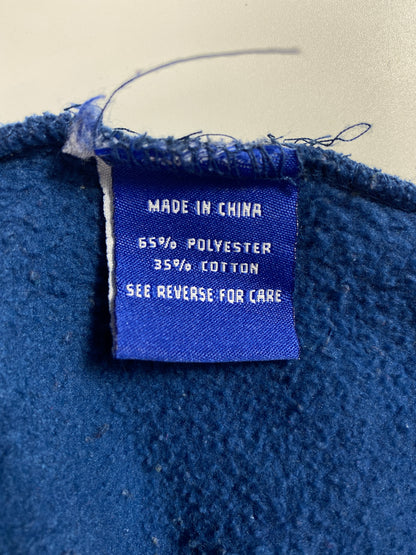 MADE IN CHINA
65% POLYESTER
35% COTTON
SEE REVERSE FOR CARE